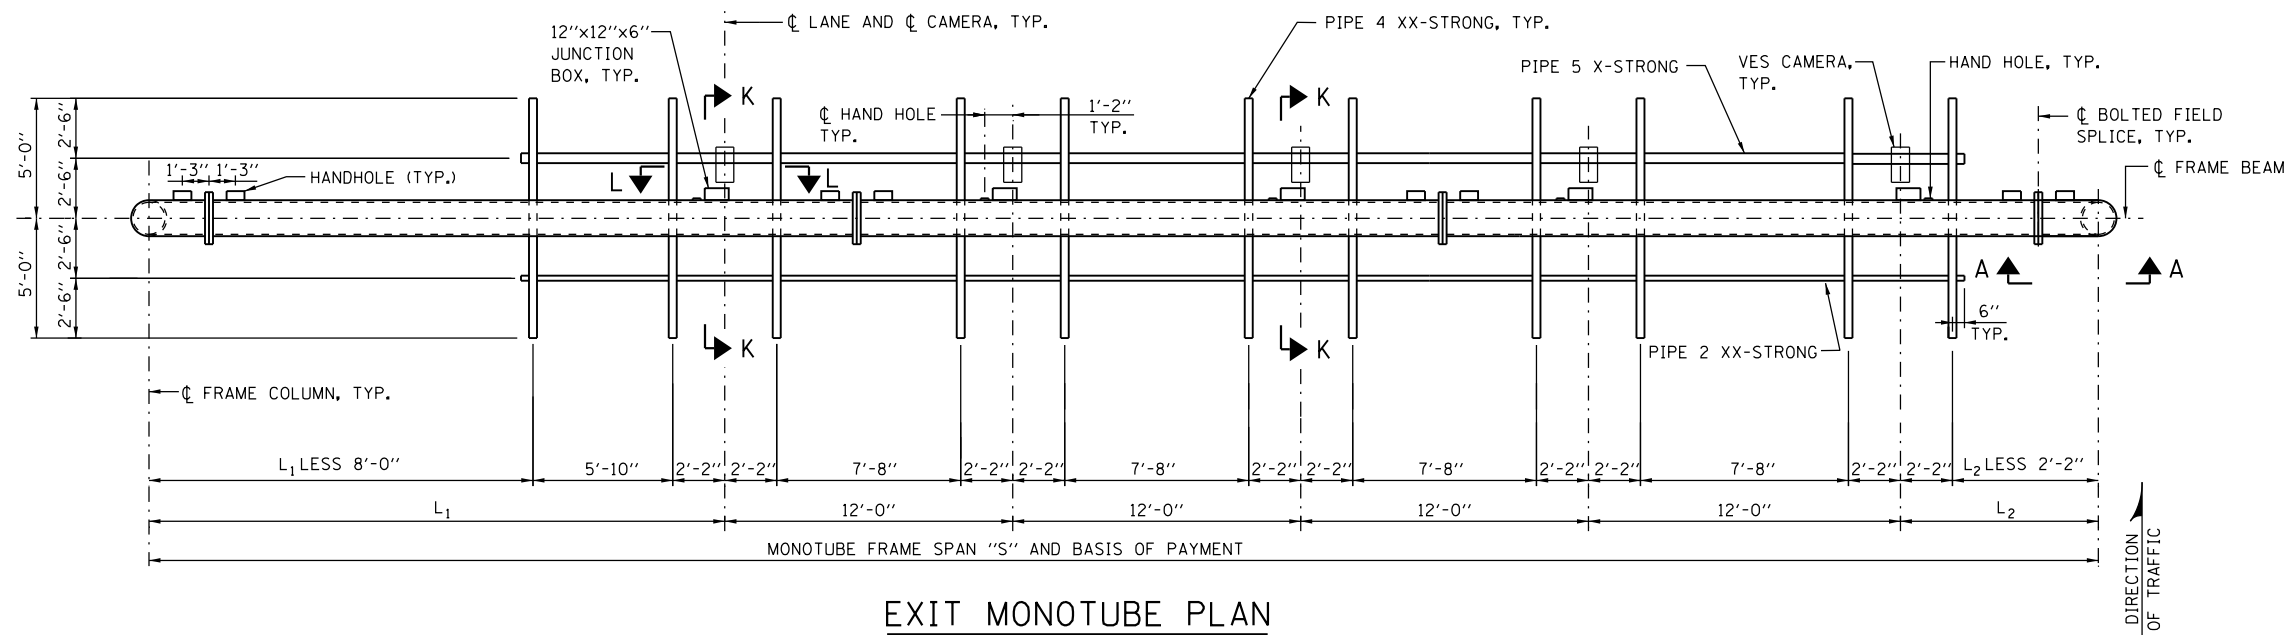 ℄ LANE AND ℄ CAMERA, TYP.
12"x12"x6"
JUNCTION
BOX, TYP.
PIPE 4 XX-STRONG, TYP.
PIPE 5 X-STRONG
VES CAMERA,
TYP.
HAND HOLE, TYP.
K
K
℄ HAND HOLE
TYP.
1'-2"
TYP.
℄ BOLTED FIELD
SPLICE, TYP.
℄ FRAME BEAM
5'-0"
2'-6"
2'-6"
1'-3"
1'-3"
HANDHOLE (TYP.)
L
L
5'-0"
2'-6"
2'-6"
A
A
6"
TYP.
K
K
PIPE 2 XX-STRONG
℄ FRAME COLUMN, TYP.
L1 LESS 8'-0"
5'-10"
2'-2"
2'-2"
7'-8"
2'-2"
2'-2"
7'-8"
2'-2"
2'-2"
7'-8"
2'-2"
2'-2"
7'-8"
2'-2"
2'-2"
L2 LESS 2'-2"
L1
12'-0"
12'-0"
12'-0"
12'-0"
L2
MONOTUBE FRAME SPAN "S" AND BASIS OF PAYMENT
DIRECTION
OF TRAFFIC
EXIT MONOTUBE PLAN